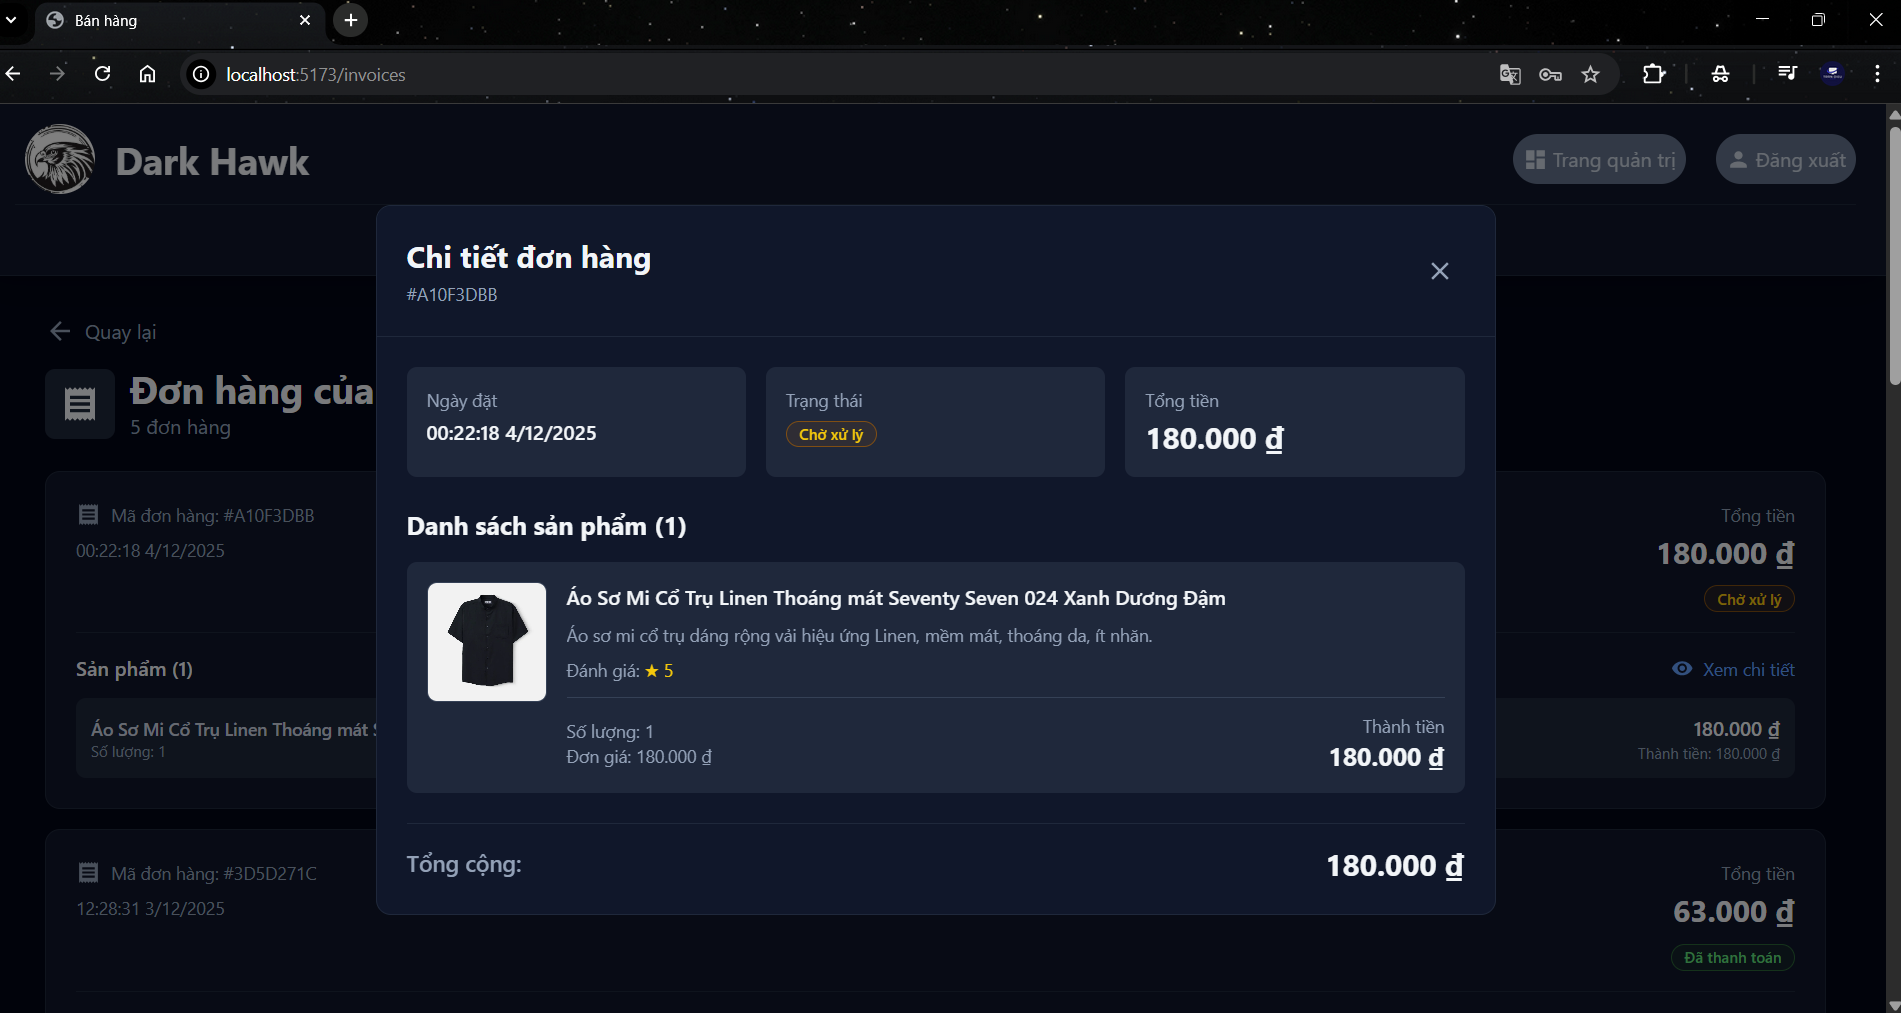 Bán hàng
localhost:5173/invoices
Dark Hawk
Trang quản trị
Đăng xuất
Quay lại
Đơn hàng của
5 đơn hàng
Mã đơn hàng: #A10F3DBB
00:22:18 4/12/2025
Tổng tiền
180.000 ₫
Chờ xử lý
Sản phẩm (1)
Xem chi tiết
Áo Sơ Mi Cổ Trụ Linen Thoáng mát
Số lượng: 1
180.000 ₫
Thành tiền: 180.000 ₫
Mã đơn hàng: #3D5D271C
12:28:31 3/12/2025
Tổng tiền
63.000 ₫
Đã thanh toán
Chi tiết đơn hàng
#A10F3DBB
Ngày đặt
00:22:18 4/12/2025
Trạng thái
Chờ xử lý
Tổng tiền
180.000 ₫
Danh sách sản phẩm (1)
Áo Sơ Mi Cổ Trụ Linen Thoáng mát Seventy Seven 024 Xanh Dương Đậm
Áo sơ mi cổ trụ dáng rộng vải hiệu ứng Linen, mềm mát, thoáng da, ít nhăn.
Đánh giá: ★ 5
Số lượng: 1
Đơn giá: 180.000 ₫
Thành tiền
180.000 ₫
Tổng cộng:
180.000 ₫